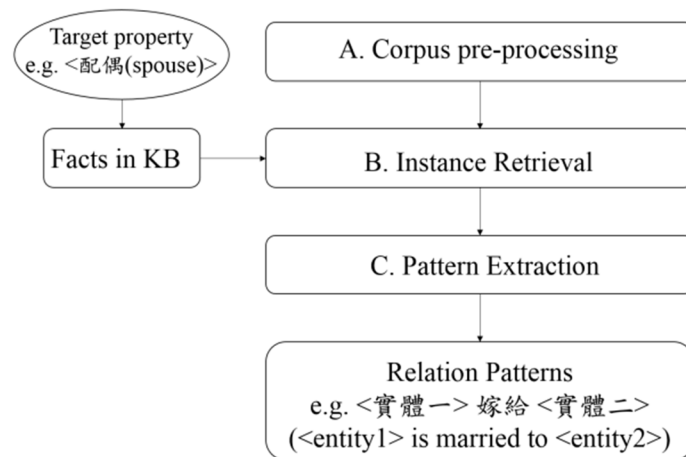 Target property
e.g. <配偶(spouse)>
A. Corpus pre-processing
Facts in KB
B. Instance Retrieval
C. Pattern Extraction
Relation Patterns
e.g. <實體一> 嫁給 <實體二>
(<entity1> is married to <entity2>)